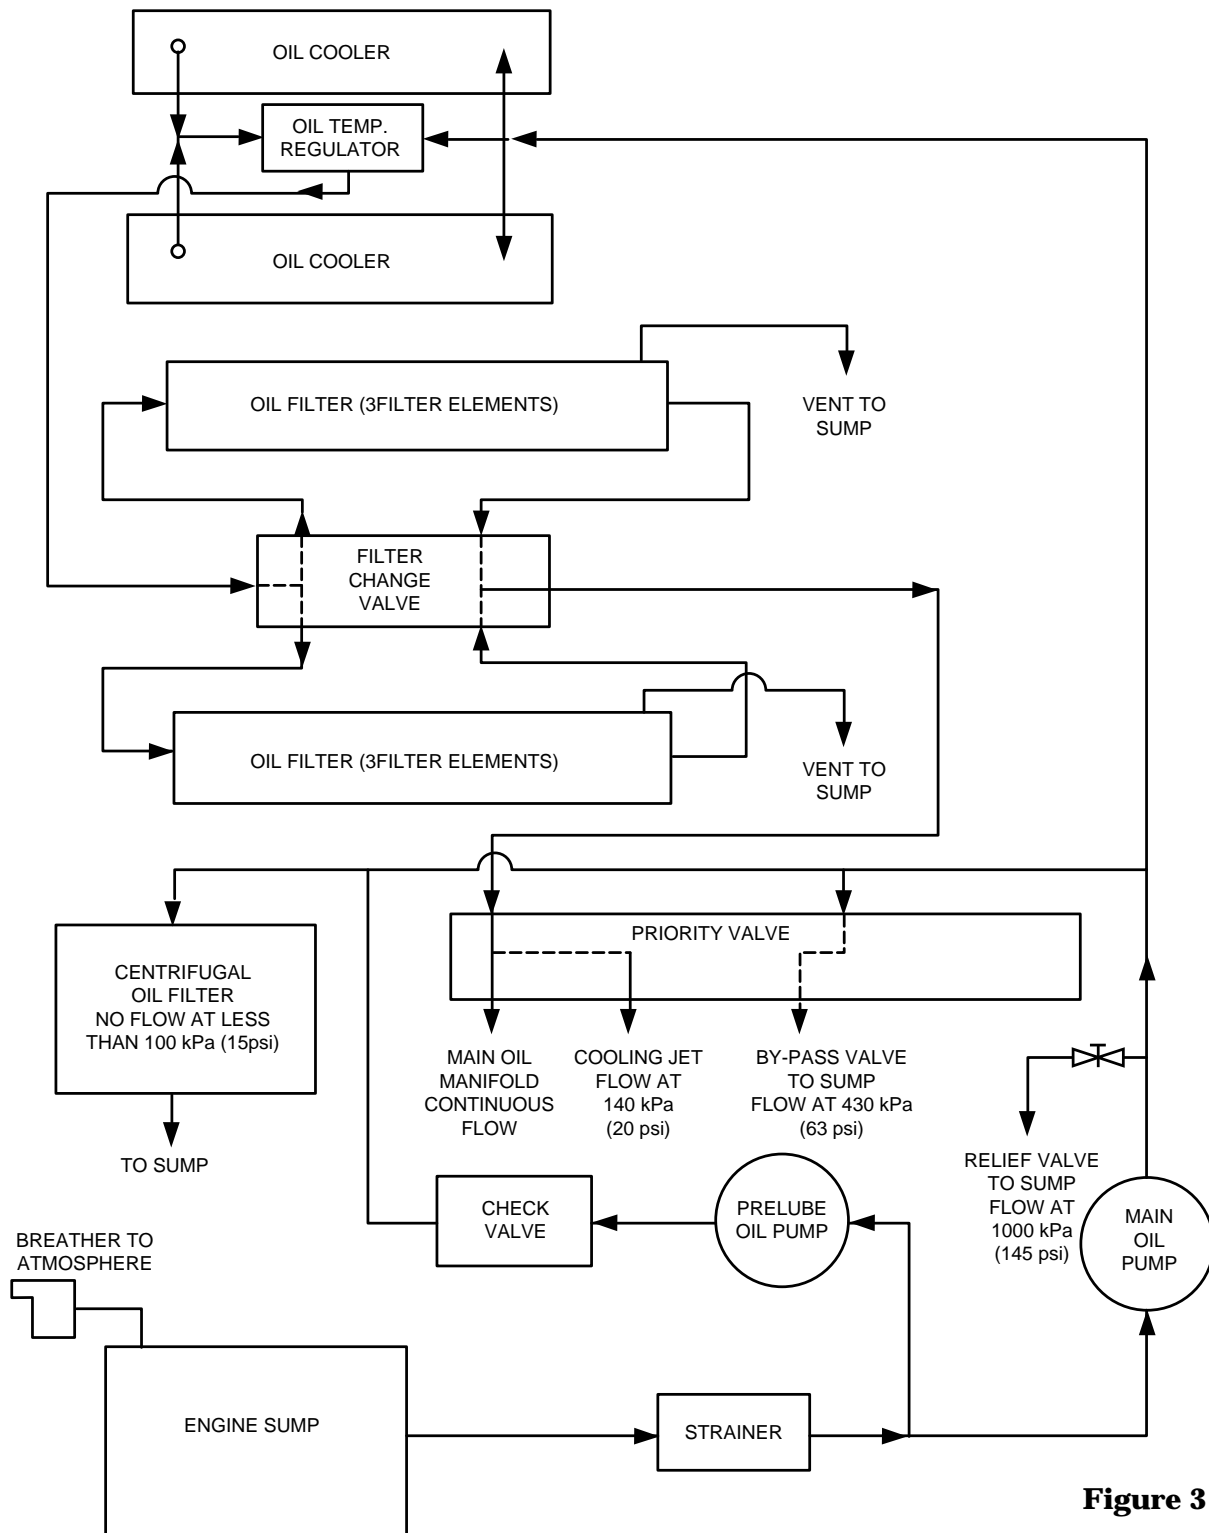 OIL COOLER
OIL TEMP.
REGULATOR
OIL COOLER
OIL FILTER (3FILTER ELEMENTS)
VENT TO
SUMP
FILTER
CHANGE
VALVE
OIL FILTER (3FILTER ELEMENTS)
VENT TO
SUMP
PRIORITY VALVE
CENTRIFUGAL
OIL FILTER
NO FLOW AT LESS
THAN 100 kPa (15psi)
TO SUMP
MAIN OIL
MANIFOLD
CONTINUOUS
FLOW
COOLING JET
FLOW AT
140 kPa
(20 psi)
BY-PASS VALVE
TO SUMP
FLOW AT 430 kPa
(63 psi)
RELIEF VALVE
TO SUMP
FLOW AT
1000 kPa
(145 psi)
MAIN
OIL
PUMP
CHECK
VALVE
PRELUBE
OIL PUMP
BREATHER TO
ATMOSPHERE
ENGINE SUMP
STRAINER
Figure 3